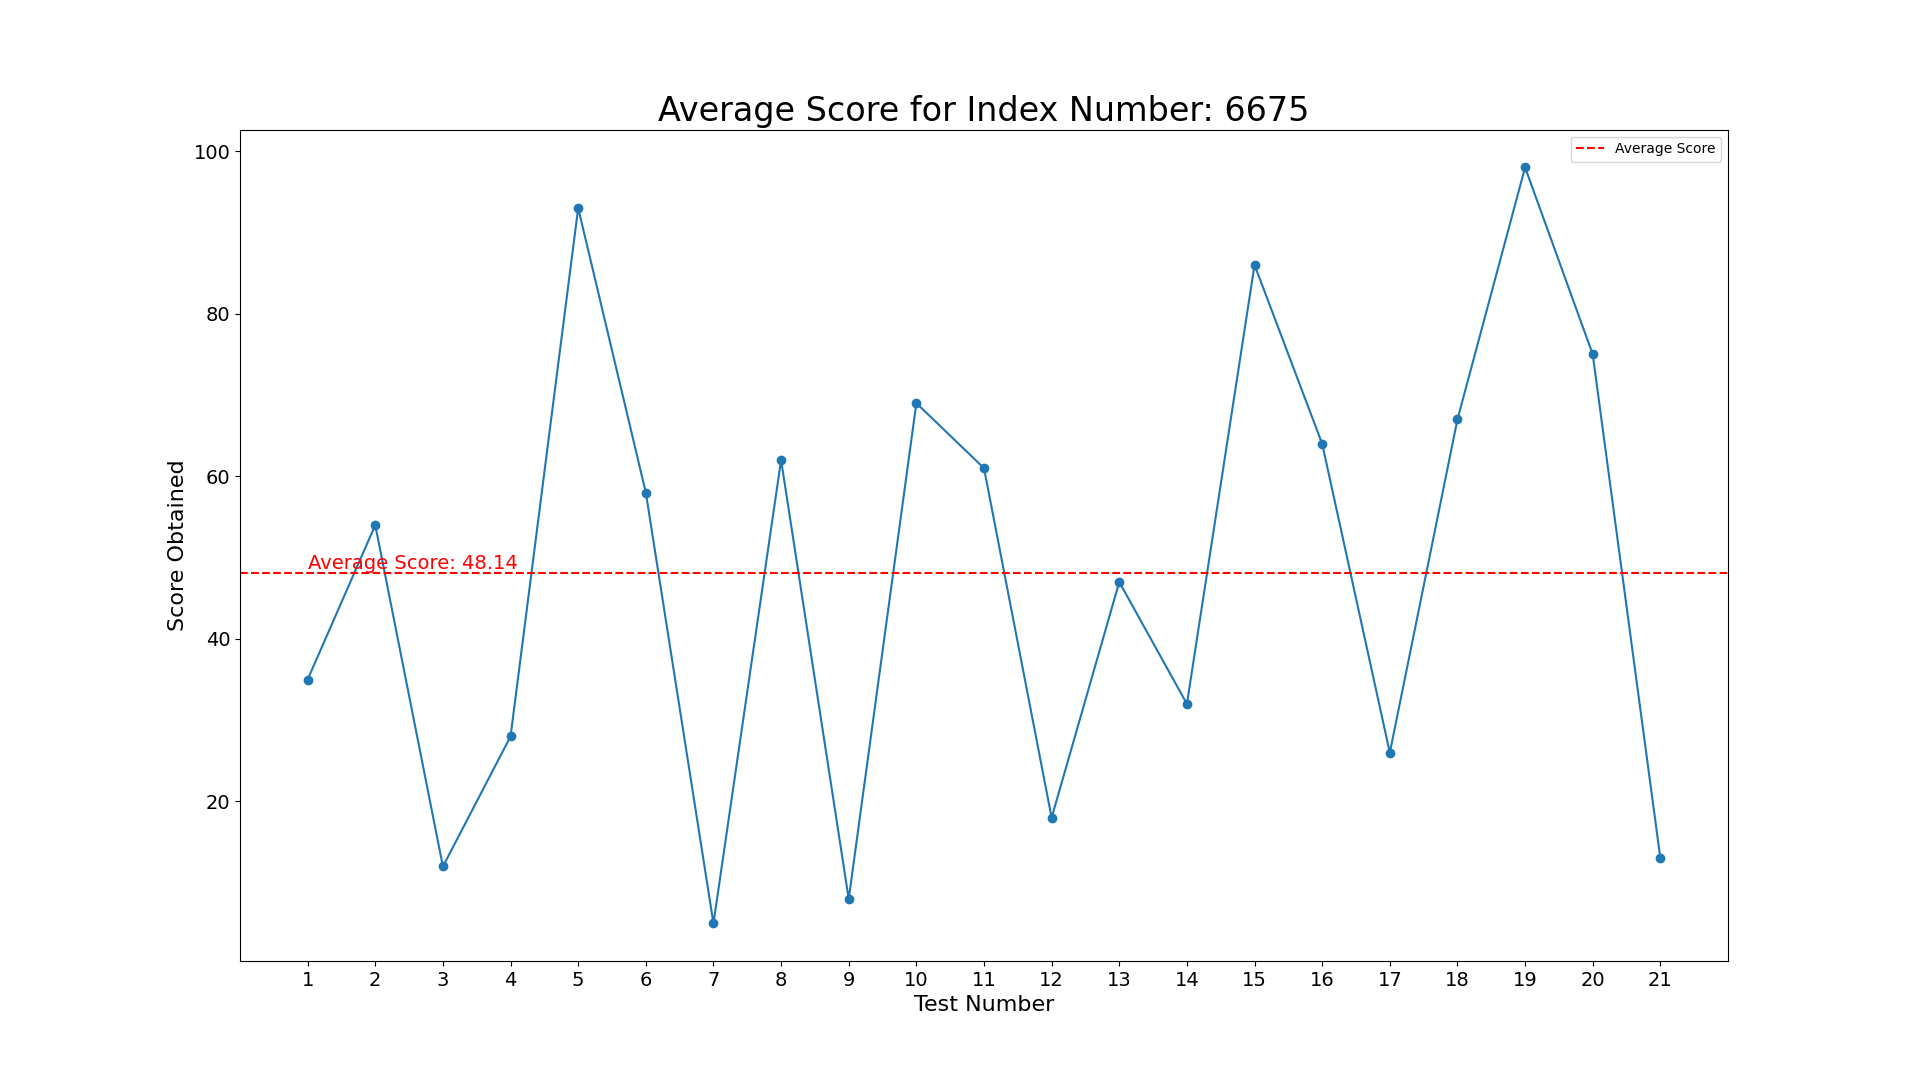 Average Score for Index Number: 6675
Average Score
100
80
60
40
20
Score Obtained
Average Score: 48.14
1 2 3 4 5 6 7 8 9 10 11 12 13 14 15 16 17 18 19 20 21
Test Number